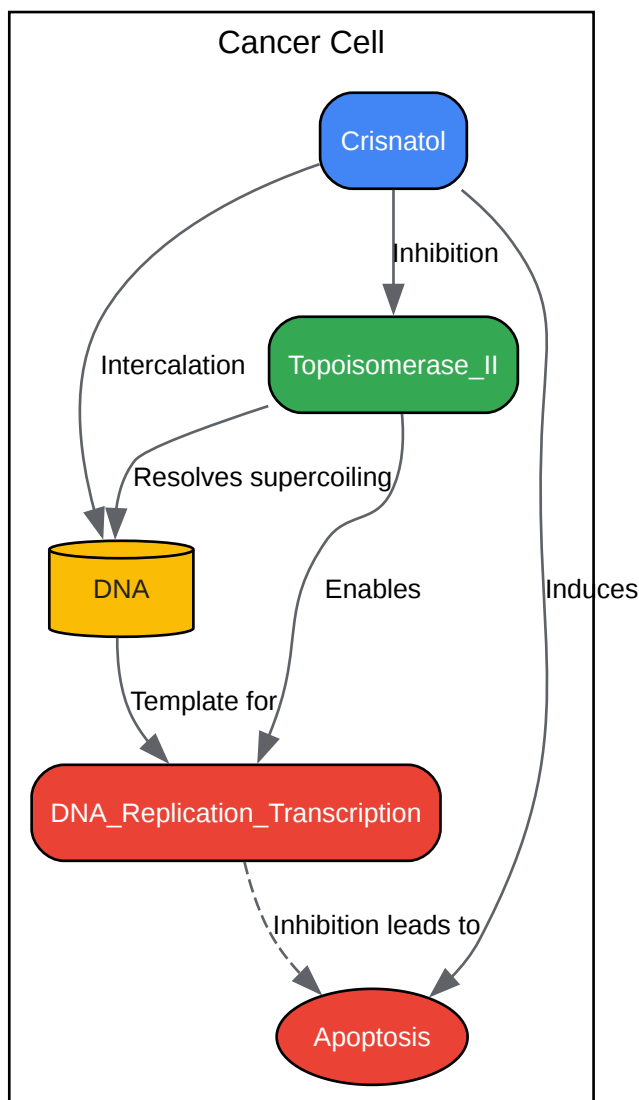 Cancer Cell
Crisnatol
Inhibition
Intercalation
Topoisomerase_II
Resolves supercoiling
DNA
Enables
Induces
Template for
DNA_Replication_Transcription
Inhibition leads to
Apoptosis